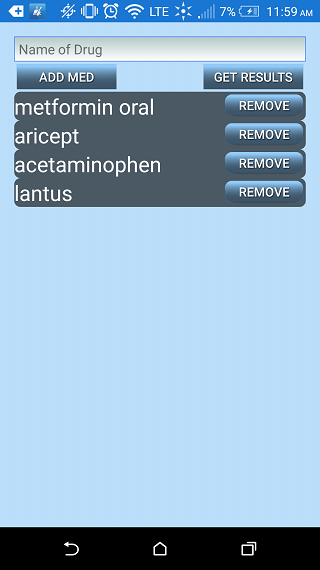 LTE 7% 11:59 AM
Name of Drug
ADD MED GET RESULTS
metformin oral REMOVE
aricept REMOVE
acetaminophen REMOVE
lantus REMOVE